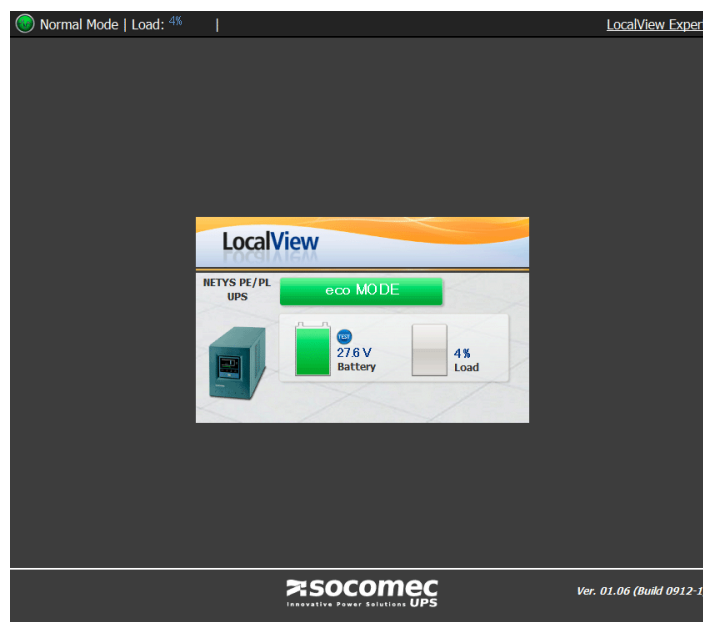 Normal Mode | Load: 4% |
LocalView Exper
LocalView
NETYS PE/PL
UPS
eco MODE
TEST
27.6 V
Battery
4%
Load
socomec
Innovative Power Solutions UPS
Ver. 01.06 (Build 0912-1